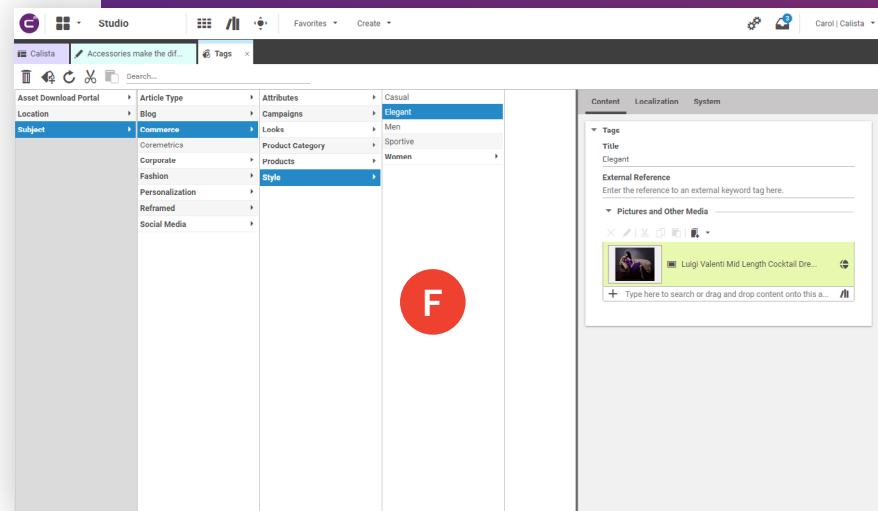 Studio
Favorites
Create
3
Carol | Calista
Calista
Accessories make the dif...
Tags
×
Search...
Asset Download Portal
Location
Subject
Article Type
Blog
Commerce
Coremetrics
Corporate
Fashion
Personalization
Reframed
Social Media
Attributes
Campaigns
Looks
Product Category
Products
Style
Casual
Elegant
Men
Sportive
Women
F
Content Localization System
Tags
Title
Elegant
External Reference
Enter the reference to an external keyword tag here.
Pictures and Other Media
Luigi Valenti Mid Length Cocktail Dre...
Type here to search or drag and drop content onto this a...